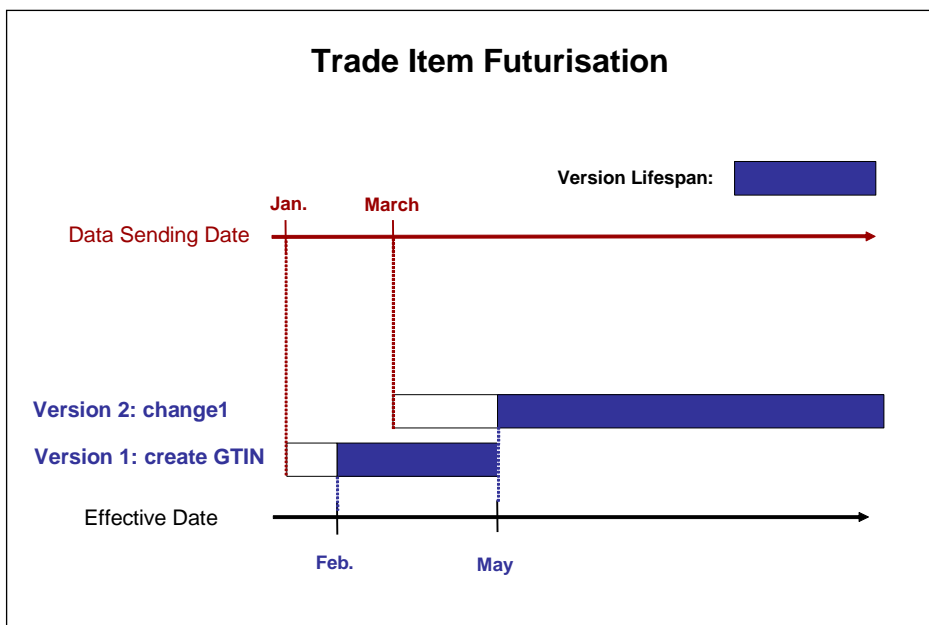 Trade Item Futurisation
Version Lifespan:
Jan.
March
Data Sending Date
Version 2: change1
Version 1: create GTIN
Effective Date
Feb.
May